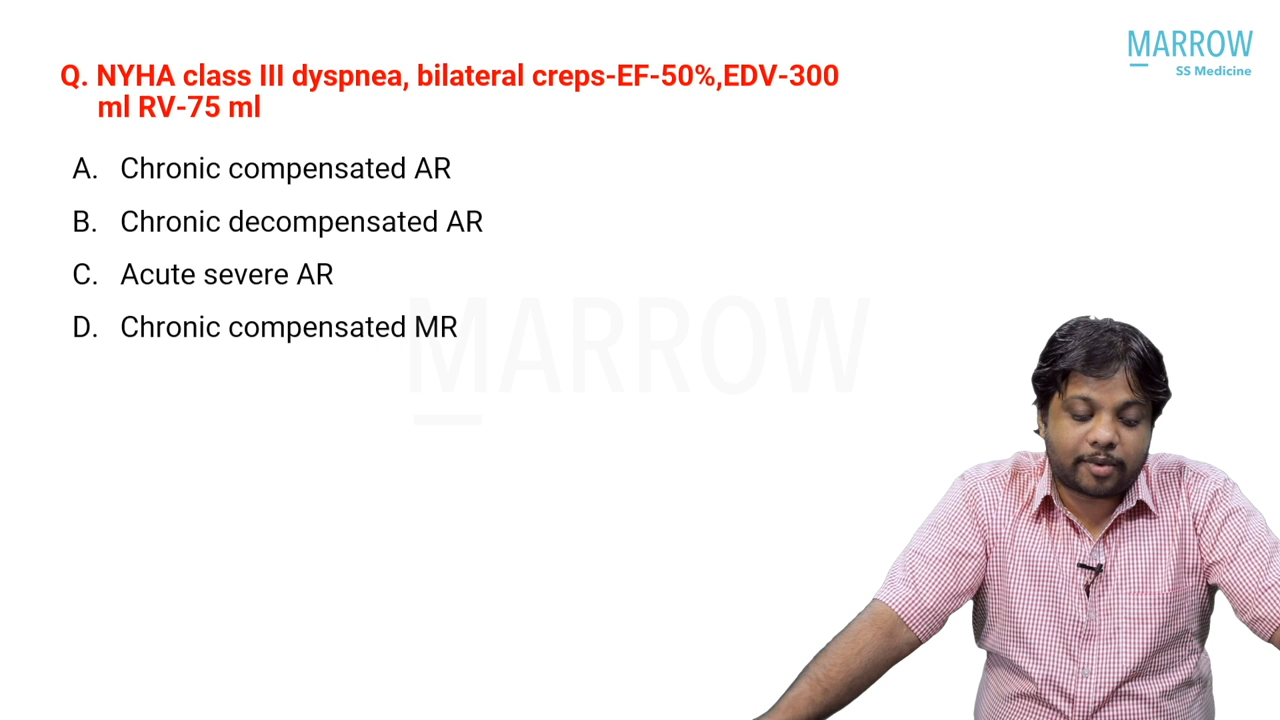 MARROW
SS Medicine
Q. NYHA class III dyspnea, bilateral creps-EF-50%,EDV-300
ml RV-75 ml
A. Chronic compensated AR
B. Chronic decompensated AR
C. Acute severe AR
D. Chronic compensated MR
MARROW